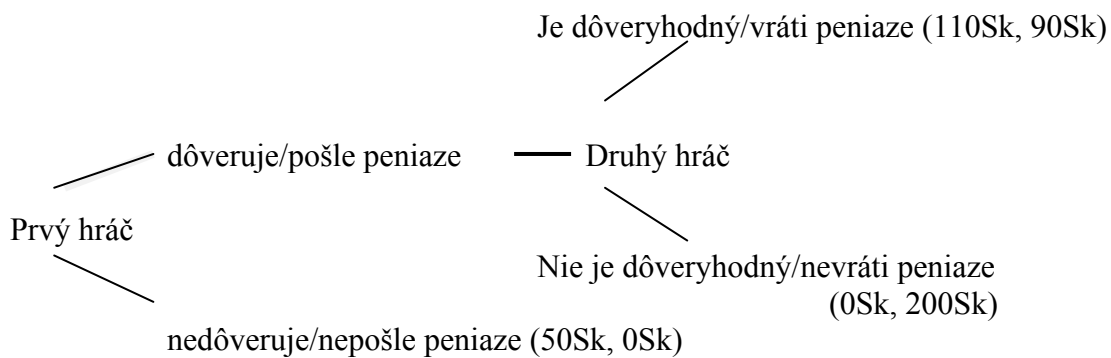 Je dôveryhodný/vráti peniaze (110Sk, 90Sk)
dôveruje/pošle peniaze
Druhý hráč
Prvý hráč
Nie je dôveryhodný/nevráti peniaze
(0Sk, 200Sk)
nedôveruje/nepošle peniaze (50Sk, 0Sk)